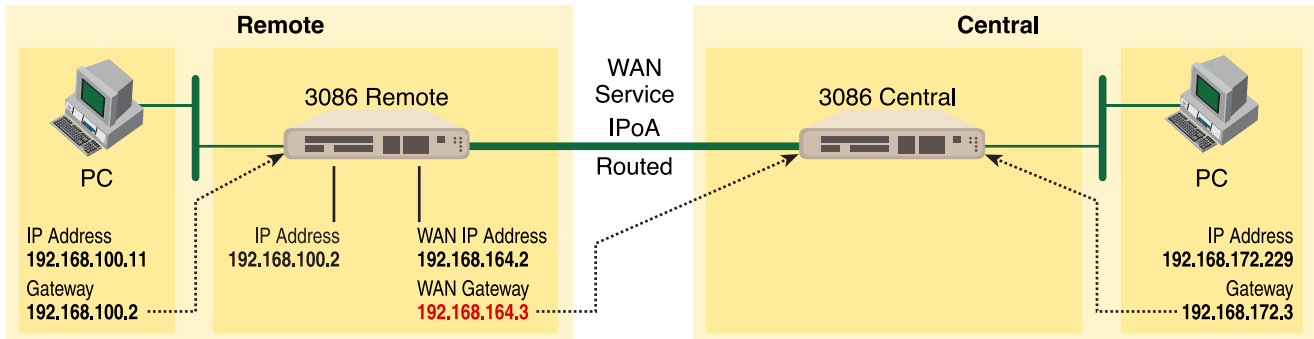 Remote
Central
3086 Remote
WAN
Service
IPoA
Routed
3086 Central
PC
PC
IP Address
192.168.100.11
Gateway
192.168.100.2
IP Address
192.168.100.2
WAN IP Address
192.168.164.2
WAN Gateway
192.168.164.3
IP Address
192.168.172.229
Gateway
192.168.172.3